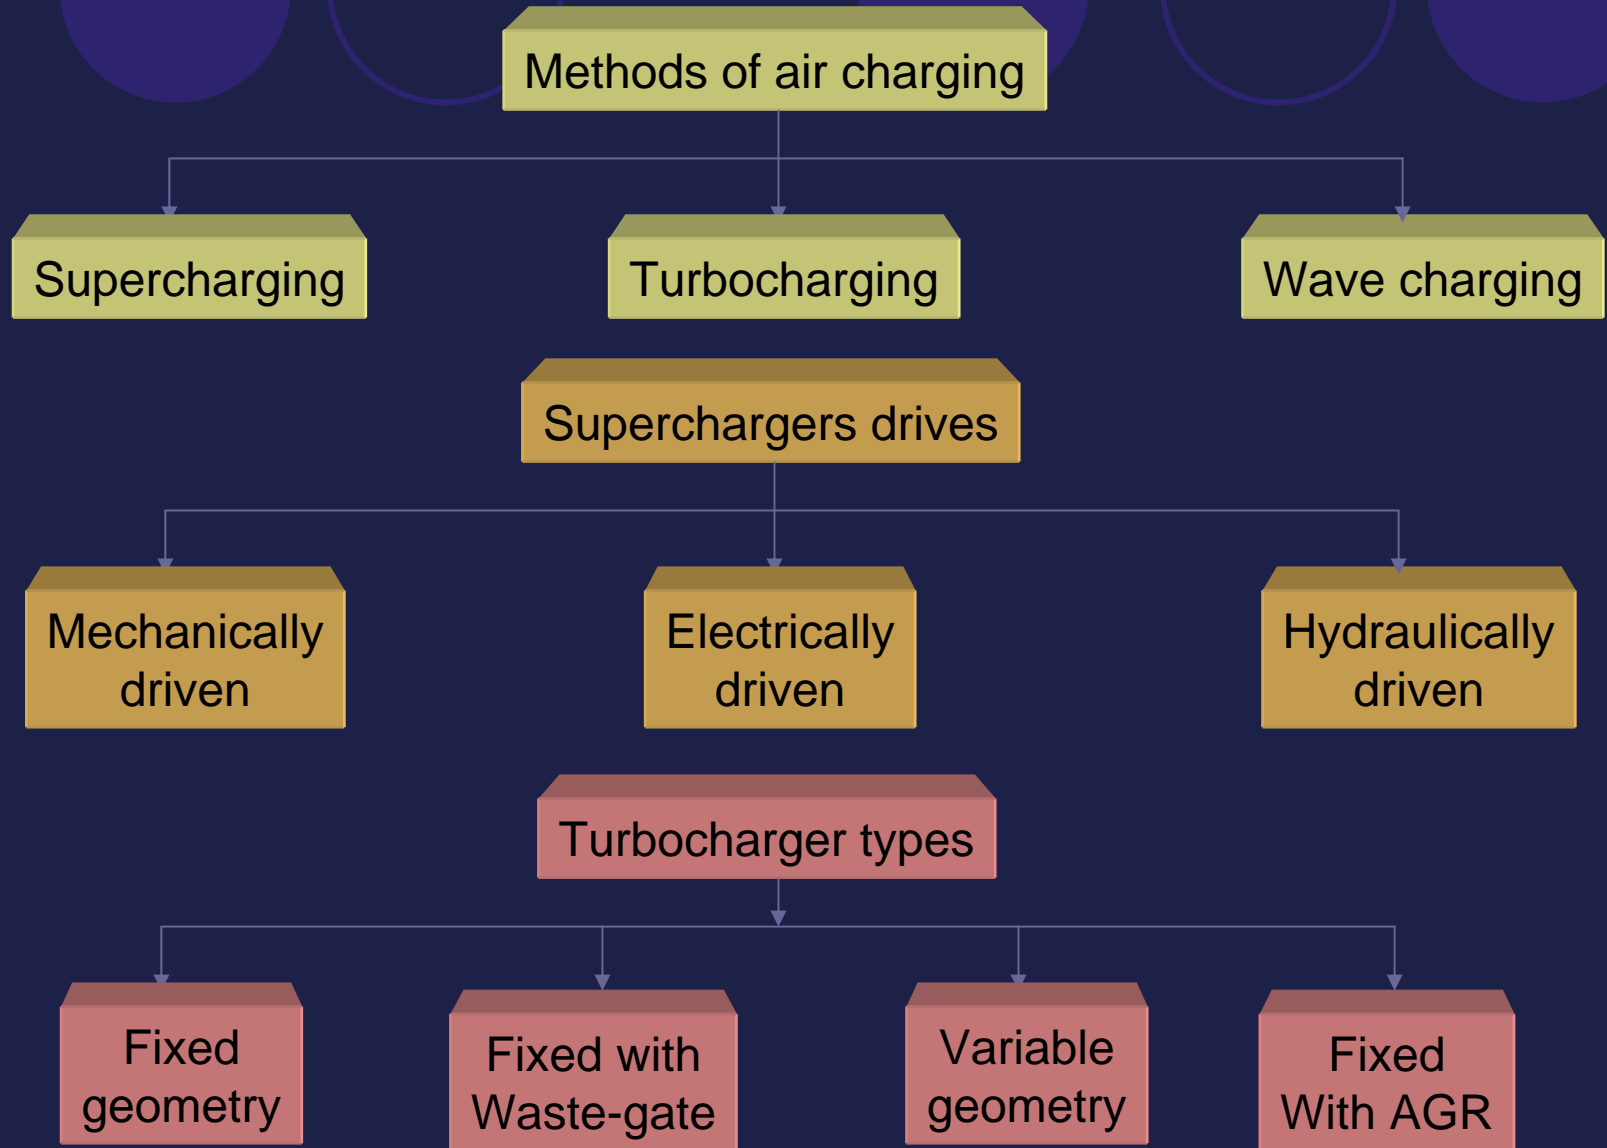 Methods of air charging
Supercharging
Turbocharging
Wave charging
Superchargers drives
Mechanically
driven
Electrically
driven
Hydraulically
driven
Turbocharger types
Fixed
geometry
Fixed with
Waste-gate
Variable
geometry
Fixed
With AGR